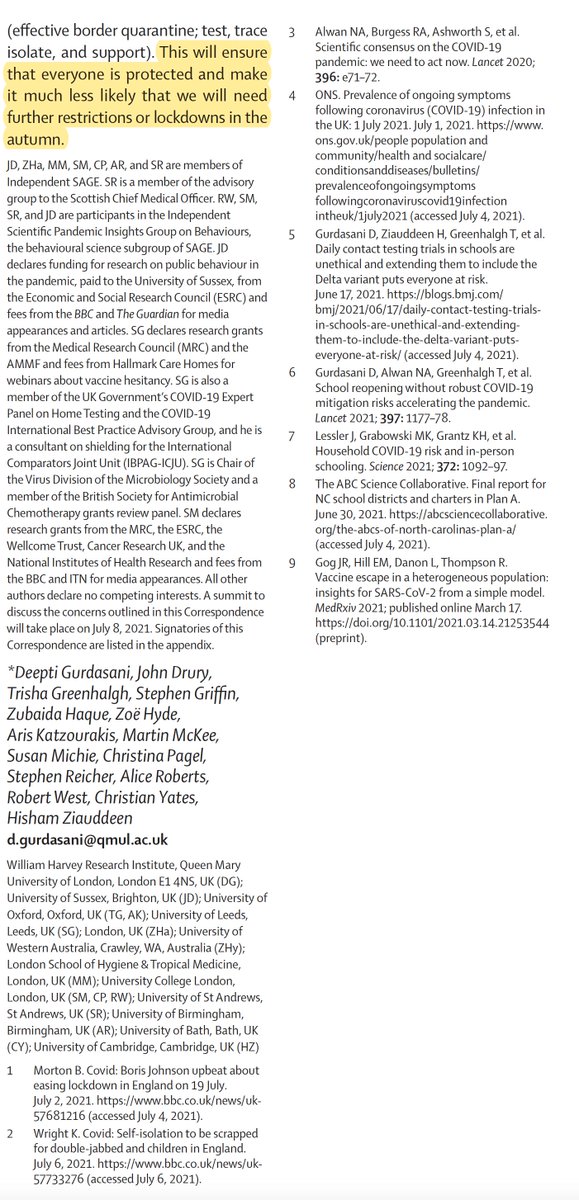 (effective border quarantine; test, trace
isolate, and support). This will ensure
that everyone is protected and make
it much less likely that we will need
further restrictions or lockdowns in the
autumn.
JD, ZHa, MM, SM, CP, AR, and SR are members of
Independent SAGE. SR is a member of the advisory
group to the Scottish Chief Medical Officer. RW, SM,
SR, and JD are participants in the Independent
Scientific Pandemic Insights Group on Behaviours,
the behavioural science subgroup of SAGE. JD
declares funding for research on public behaviour in
the pandemic, paid to the University of Sussex, from
the Economic and Social Research Council (ESRC) and
fees from the BBC and The Guardian for media
appearances and articles. SG declares research grants
from the Medical Research Council (MRC) and the
AMMF and fees from Hallmark Care Homes for
webinars about vaccine hesitancy. SG is also a
member of the UK Government's COVID-19 Expert
Panel on Home Testing and the COVID-19
International Best Practice Advisory Group, and he is
a consultant on shielding for the International
Comparators Joint Unit (IBPAG-ICJU). SG is Chair of
the Virus Division of the Microbiology Society and a
member of the British Society for Antimicrobial
Chemotherapy grants review panel. SM declares
research grants from the MRC, the ESRC, the
Wellcome Trust, Cancer Research UK, and the
National Institutes of Health Research and fees from
the BBC and ITN for media appearances. All other
authors declare no competing interests. A summit to
discuss the concerns outlined in this Correspondence
will take place on July 8, 2021. Signatories of this
Correspondence are listed in the appendix.
*Deepti Gurdasani, John Drury,
Trisha Greenhalgh, Stephen Griffin,
Zubaida Haque, Zoë Hyde,
Aris Katzourakis, Martin McKee,
Susan Michie, Christina Pagel,
Stephen Reicher, Alice Roberts,
Robert West, Christian Yates,
Hisham Ziauddeen
d.gurdasani@qmul.ac.uk
William Harvey Research Institute, Queen Mary
University of London, London E1 4NS, UK (DG);
University of Sussex, Brighton, UK (JD); University of
Oxford, Oxford, UK (TG, AK); University of Leeds,
Leeds, UK (SG); London, UK (ZHa); University of
Western Australia, Crawley, WA, Australia (ZHy);
London School of Hygiene & Tropical Medicine,
London, UK (MM); University College London,
London, UK (SM, CP, RW); University of St Andrews,
St Andrews, UK (SR); University of Birmingham,
Birmingham, UK (AR); University of Bath, Bath, UK
(CY); University of Cambridge, Cambridge, UK (HZ)
1 Morton B. Covid: Boris Johnson upbeat about
easing lockdown in England on 19 July.
July 2, 2021. https://www.bbc.co.uk/news/uk-
57681216 (accessed July 4, 2021).
2 Wright K. Covid: Self-isolation to be scrapped
for double-jabbed and children in England.
July 6, 2021. https://www.bbc.co.uk/news/uk-
57733276 (accessed July 6, 2021).
3 Alwan NA, Burgess RA, Ashworth S, et al.
Scientific consensus on the COVID-19
pandemic: we need to act now. Lancet 2020;
396: e71–72.
4 ONS. Prevalence of ongoing symptoms
following coronavirus (COVID-19) infection in
the UK: 1 July 2021. July 1, 2021. https://www.
ons.gov.uk/people population and
community/health and socialcare/
conditionsanddiseases/bulletins/
prevalenceofongoingsymptoms
followingcoronaviruscovid19infection
intheuk/1july2021 (accessed July 4, 2021).
5 Gurdasani D, Ziauddeen H, Greenhalgh T, et al.
Daily contact testing trials in schools are
unethical and extending them to include the
Delta variant puts everyone at risk.
June 17, 2021. https://blogs.bmj.com/
bmj/2021/06/17/daily-contact-testing-trials-
in-schools-are-unethical-and-extending-
them-to-include-the-delta-variant-puts-
everyone-at-risk/ (accessed July 4, 2021).
6 Gurdasani D, Alwan NA, Greenhalgh T, et al.
School reopening without robust COVID-19
mitigation risks accelerating the pandemic.
Lancet 2021; 397: 1177–78.
7 Lessler J, Grabowski MK, Grantz KH, et al.
Household COVID-19 risk and in-person
schooling. Science 2021; 372: 1092–97.
8 The ABC Science Collaborative. Final report for
NC school districts and charters in Plan A.
June 30, 2021. https://abcsciencecollaborative.
org/the-abcs-of-north-carolinas-plan-a/
(accessed July 4, 2021).
9 Gog JR, Hill EM, Danon L, Thompson R.
Vaccine escape in a heterogeneous population:
insights for SARS-CoV-2 from a simple model.
MedRxiv 2021; published online March 17.
https://doi.org/10.1101/2021.03.14.21253544
(preprint).